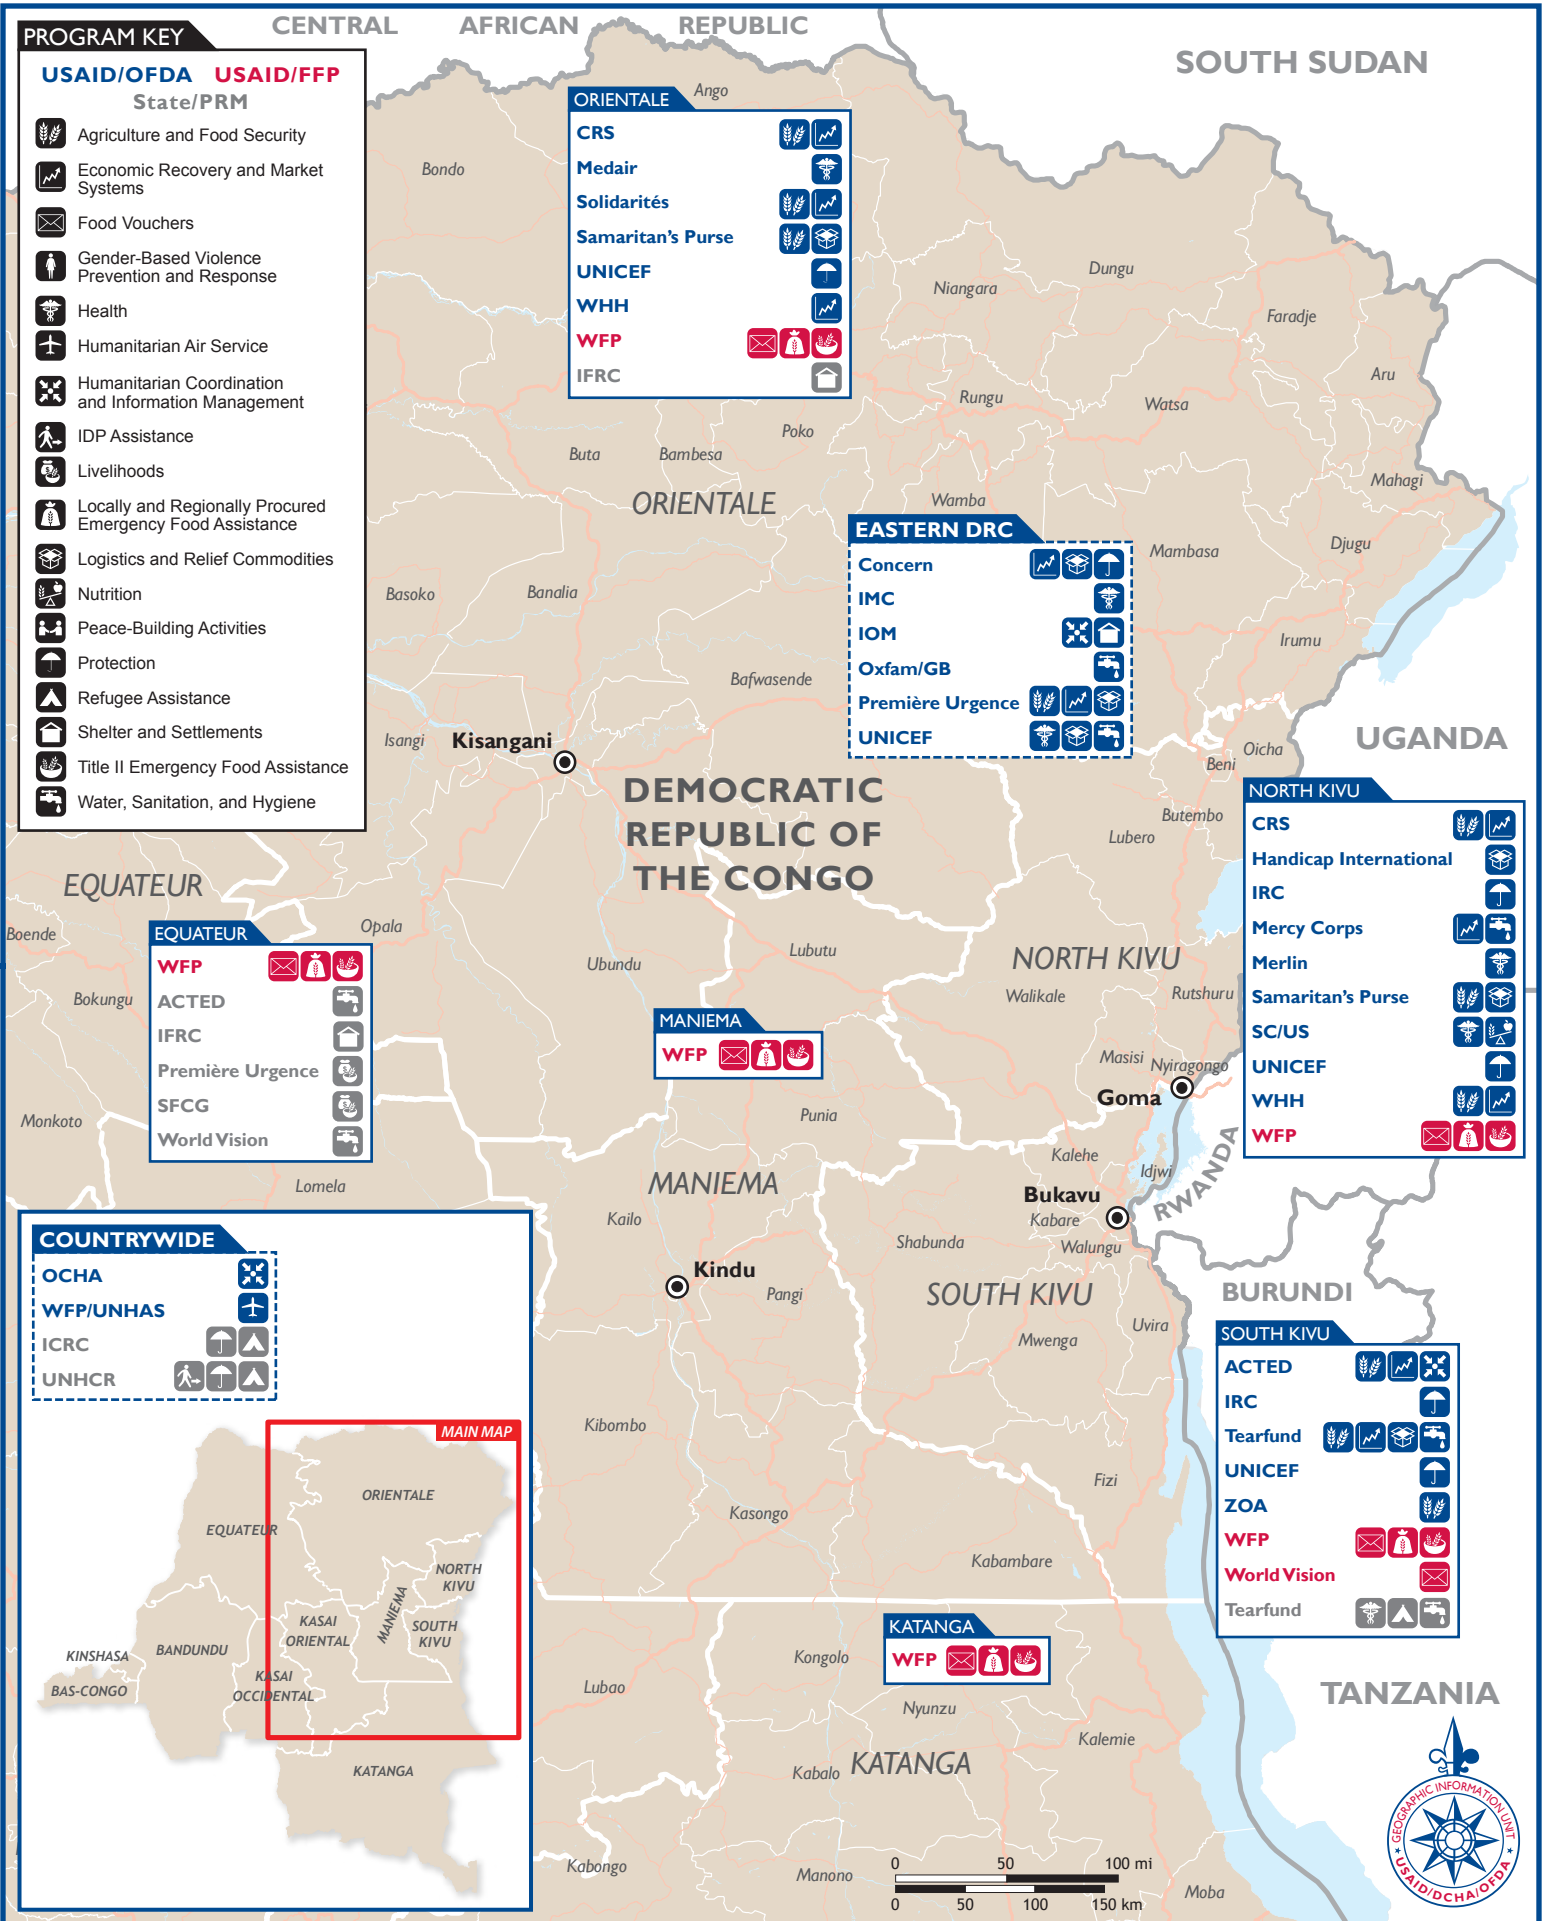 PROGRAM KEY
USAID/OFDA USAID/FFP
State/PRM
Agriculture and Food Security
Economic Recovery and Market
Systems
Food Vouchers
Gender-Based Violence
Prevention and Response
Health
Humanitarian Air Service
Humanitarian Coordination
and Information Management
IDP Assistance
Livelihoods
Locally and Regionally Procured
Emergency Food Assistance
Logistics and Relief Commodities
Nutrition
Peace-Building Activities
Protection
Refugee Assistance
Shelter and Settlements
Title II Emergency Food Assistance
Water, Sanitation, and Hygiene
CENTRAL AFRICAN REPUBLIC
SOUTH SUDAN
ORIENTALE
CRS
Medair
Solidarités
Samaritan's Purse
UNICEF
WHH
WFP
IFRC
Ango
Bondo
Dungu
Niangara
Faradje
Aru
Rungu
Watsa
Poko
Buta
Bambesa
Mahagi
ORIENTALE
Wamba
EASTERN DRC
Concern
IMC
IOM
Oxfam/GB
Première Urgence
UNICEF
Mambasa
Djugu
Basoko
Banalia
Irumu
Bafwasende
Isangi
Kisangani
UGANDA
Oicha
Beni
DEMOCRATIC
REPUBLIC OF
THE CONGO
Butembo
Lubero
NORTH KIVU
CRS
Handicap International
IRC
Mercy Corps
Merlin
Samaritan's Purse
SC/US
UNICEF
WHH
WFP
EQUATEUR
Boende
Opala
EQUATEUR
WFP
ACTED
IFRC
Première Urgence
SFCG
World Vision
Bokungu
Monkoto
Lomela
Ubundu
Lubutu
NORTH KIVU
Walikale
Rutshuru
MANIEMA
WFP
Masisi
Nyiragongo
Goma
Punia
Kalehe
Idjwi
RWANDA
MANIEMA
Bukavu
Kabare
Kailo
Shabunda
Walungu
Kindu
Pangi
SOUTH KIVU
BURUNDI
Mwenga
Uvira
COUNTRYWIDE
OCHA
WFP/UNHAS
ICRC
UNHCR
SOUTH KIVU
ACTED
IRC
Tearfund
UNICEF
ZOA
WFP
World Vision
Tearfund
Kibombo
Fizi
Kasongo
Kabambare
MAIN MAP
ORIENTALE
EQUATEUR
NORTH
KIVU
MANIEMA
KASAI
ORIENTAL
SOUTH
KIVU
BANDUNDU
KINSHASA
KASAI
OCCIDENTAL
BAS-CONGO
KATANGA
KATANGA
WFP
Kongolo
Lubao
Nyunzu
TANZANIA
Kalemie
Kabalo
KATANGA
Kabongo
Manono
Moba
0 50 100 mi
0 50 100 150 km
GEOGRAPHIC INFORMATION UNIT
USAID/DCHA/OFDA